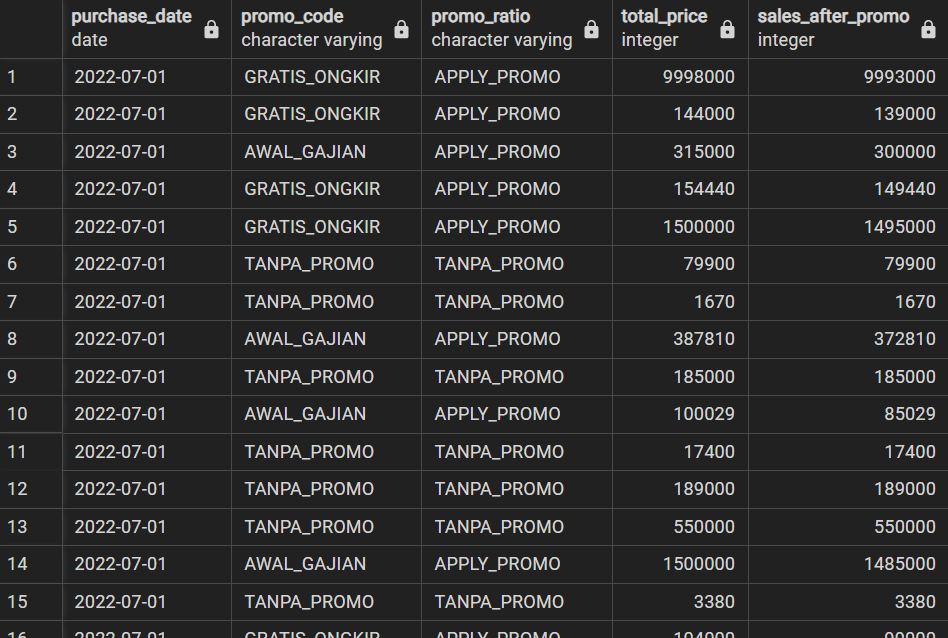 purchase_date promo_code promo_ratio total_price sales_after_promo
date character varying character varying integer integer
1 2022-07-01 GRATIS_ONGKIR APPLY_PROMO 9998000 9993000
2 2022-07-01 GRATIS_ONGKIR APPLY_PROMO 144000 139000
3 2022-07-01 AWAL_GAJIAN APPLY_PROMO 315000 300000
4 2022-07-01 GRATIS_ONGKIR APPLY_PROMO 154440 149440
5 2022-07-01 GRATIS_ONGKIR APPLY_PROMO 1500000 1495000
6 2022-07-01 TANPA_PROMO TANPA_PROMO 79900 79900
7 2022-07-01 TANPA_PROMO TANPA_PROMO 1670 1670
8 2022-07-01 AWAL_GAJIAN APPLY_PROMO 387810 372810
9 2022-07-01 TANPA_PROMO TANPA_PROMO 185000 185000
10 2022-07-01 AWAL_GAJIAN APPLY_PROMO 100029 85029
11 2022-07-01 TANPA_PROMO TANPA_PROMO 17400 17400
12 2022-07-01 TANPA_PROMO TANPA_PROMO 189000 189000
13 2022-07-01 TANPA_PROMO TANPA_PROMO 550000 550000
14 2022-07-01 AWAL_GAJIAN APPLY_PROMO 1500000 1485000
15 2022-07-01 TANPA_PROMO TANPA_PROMO 3380 3380
16 2022-07-01 GRATIS_ONGKIR APPLY_PROMO